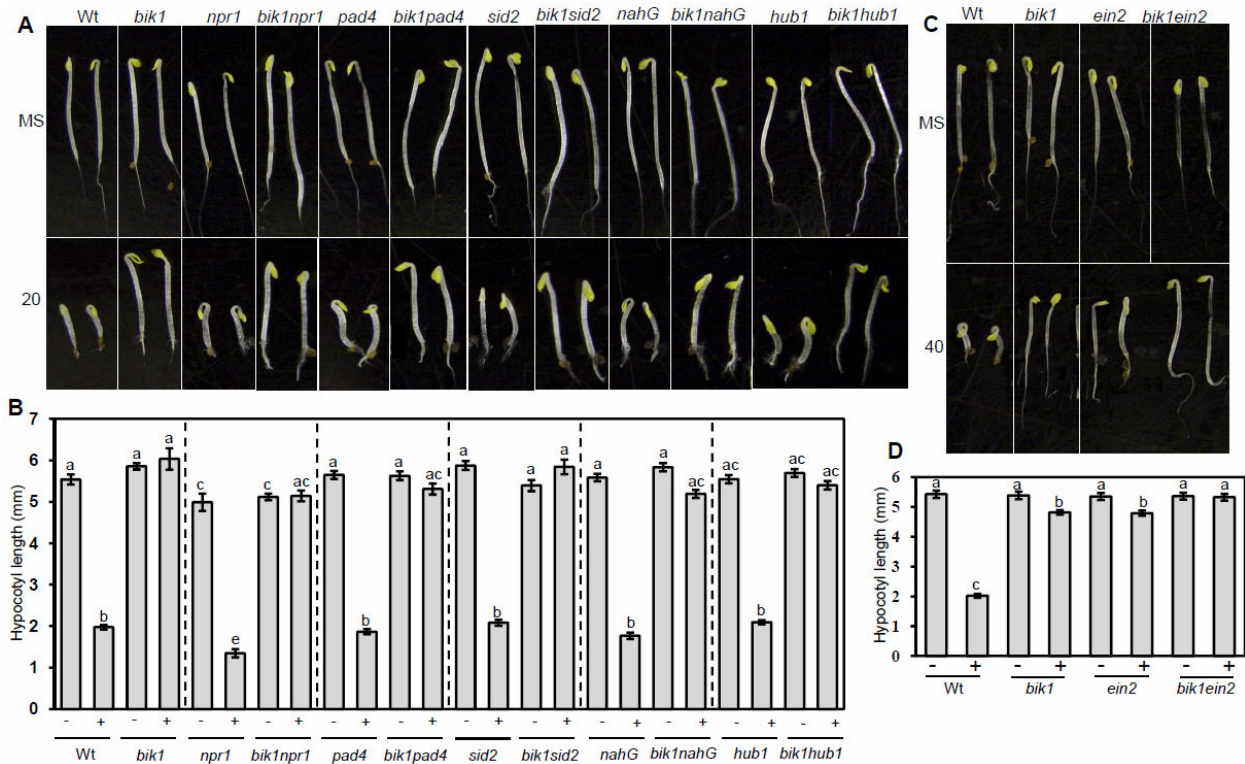 A
Wt bik1 npr1 bik1npr1 pad4 bik1pad4 sid2 bik1sid2 nahG bik1nahG hub1 bik1hub1
MS
20
B
Hypocotyl length (mm)
7
6
5
4
3
2
1
0
a a a c c ac a a ac a a a a a ac ac ac ac
b e b b b b
- + - + - + - + - + - + - + - + - + - + - + - +
Wt bik1 npr1 bik1npr1 pad4 bik1pad4 sid2 bik1sid2 nahG bik1nahG hub1 bik1hub1
C
Wt bik1 ein2 bik1ein2
MS
40
D
Hypocotyl length (mm)
6
5
4
3
2
1
0
a c a b a b a a
- + - + - + - +
Wt bik1 ein2 bik1ein2